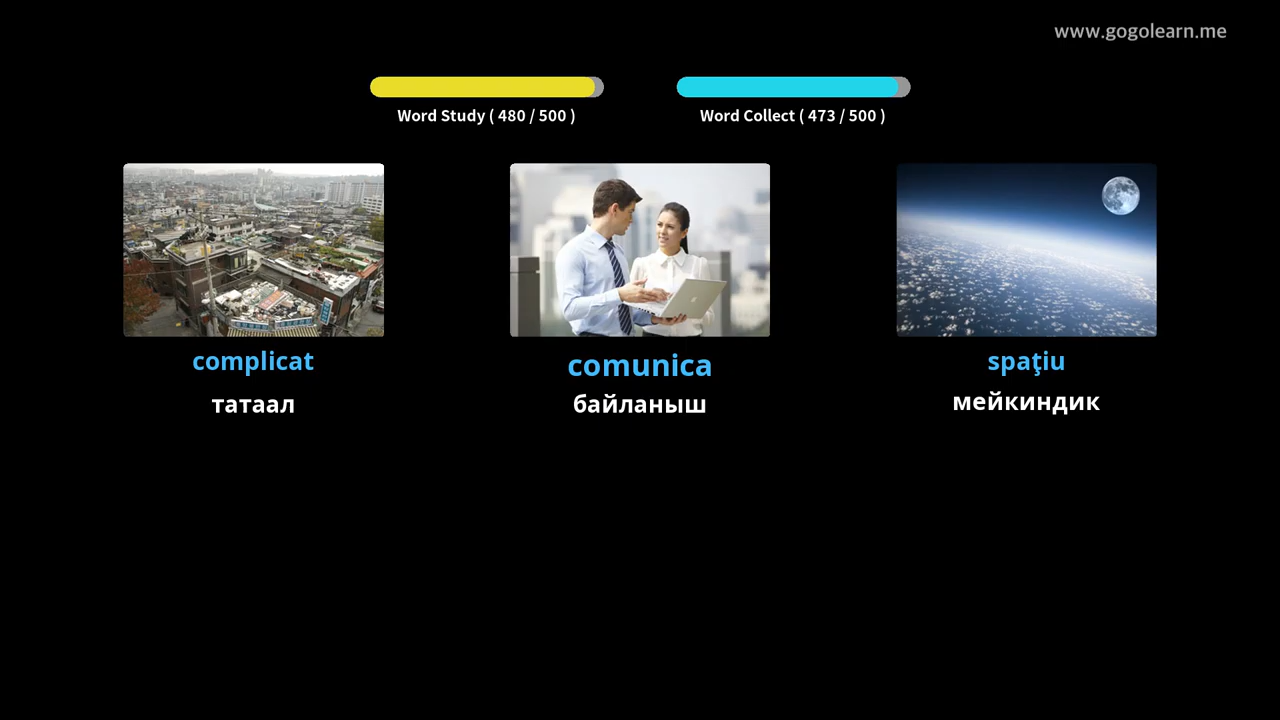 www.gogolearn.me
Word Study ( 480 / 500 )
Word Collect ( 473 / 500 )
complicat
comunica
spaţiu
татаал
байланыш
мейкиндик